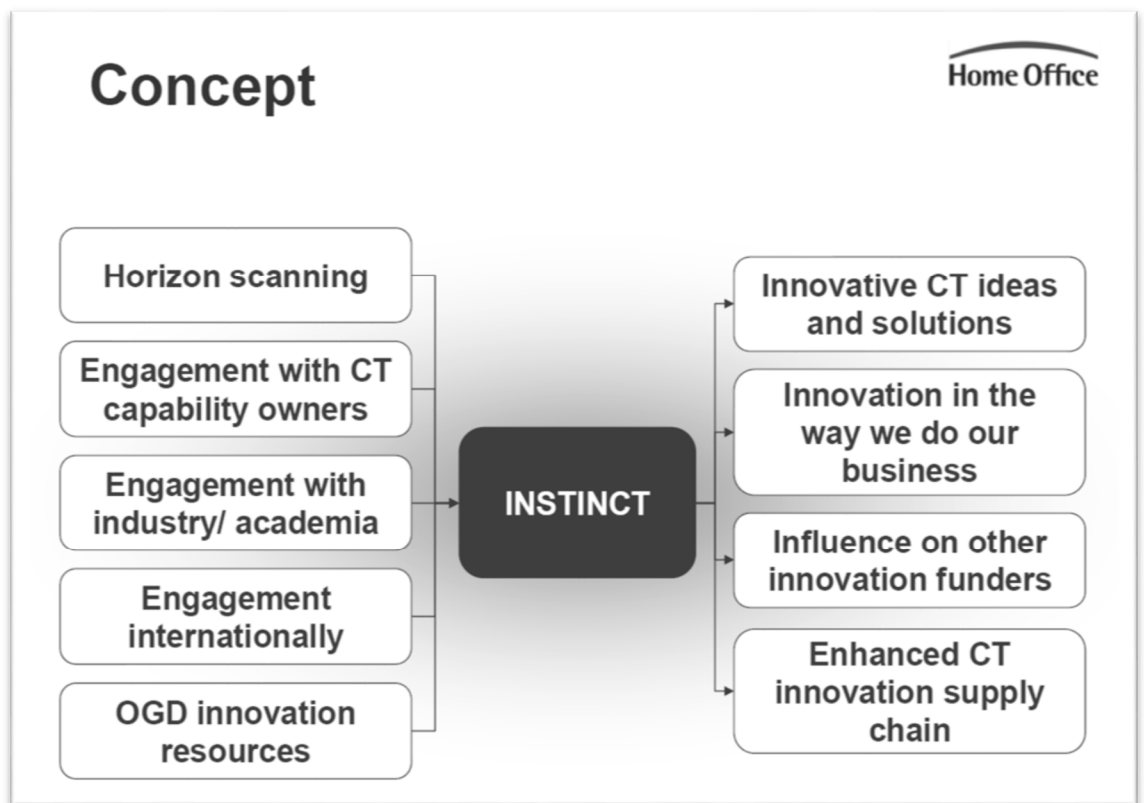 Concept
Home Office
Horizon scanning
Engagement with CT
capability owners
Engagement with
industry/ academia
Engagement
internationally
OGD innovation
resources
INSTINCT
Innovative CT ideas
and solutions
Innovation in the
way we do our
business
Influence on other
innovation funders
Enhanced CT
innovation supply
chain